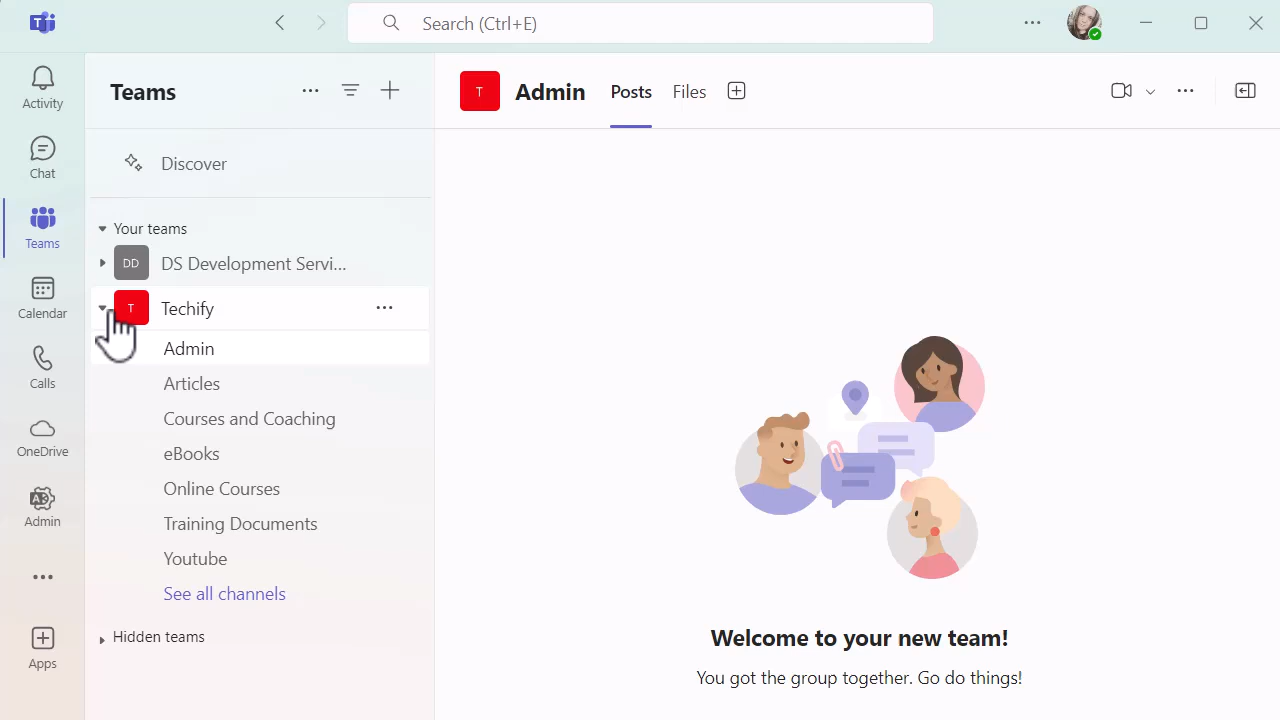 Search (Ctrl+E)
Activity
Chat
Teams
Calendar
Calls
OneDrive
Admin
Apps
Teams
Discover
Your teams
DD DS Development Servi...
T Techify
Admin
Articles
Courses and Coaching
eBooks
Online Courses
Training Documents
Youtube
See all channels
Hidden teams
T Admin Posts Files
Welcome to your new team!
You got the group together. Go do things!